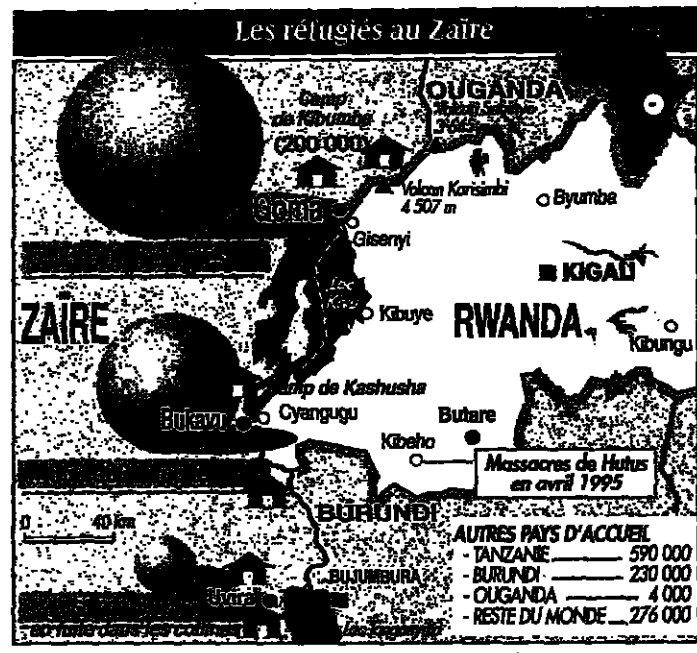 Les réfugiés au Zaïre
OUGANDA
Camp
de Kibumba
(200 000)
Volcan Karisimbi
4 507 m
Byumba
Goma
Gisenyi
KIGALI
Lac
Kivu
ZAÏRE
Kibuye
RWANDA
Kibungu
Camp de Kashusha
Bukavu
Cyangugu
Butare
Kibeho
Massacres de Hutus
en avril 1995
0 40 km
BURUNDI
BUJUMBURA
Uvira
AUTRES PAYS D'ACCUEIL
- TANZANIE 590 000
- BURUNDI 230 000
- OUGANDA 4 000
- RESTE DU MONDE 276 000